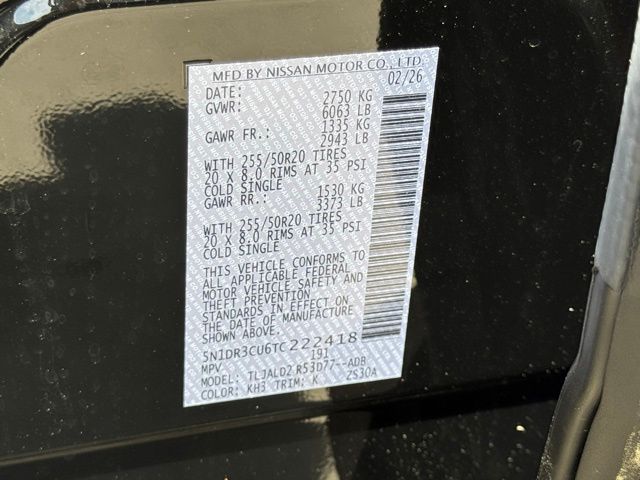 MFD BY NISSAN MOTOR CO., LTD.
DATE: 02/26
GVWR: 2750 KG
6063 LB
GAWR FR.: 1335 KG
2943 LB
WITH 255/50R20 TIRES
20 X 8.0 RIMS AT 35 PSI
COLD SINGLE
GAWR RR.: 1530 KG
3373 LB
WITH 255/50R20 TIRES
20 X 8.0 RIMS AT 35 PSI
COLD SINGLE
THIS VEHICLE CONFORMS TO
ALL APPLICABLE FEDERAL
MOTOR VEHICLE SAFETY AND
THEFT PREVENTION
STANDARDS IN EFFECT ON
THE DATE OF MANUFACTURE
SHOWN ABOVE.
5N1DR3CU6TC222418
MPV 191
MODEL: TLJALD2 R53D77--ADB
COLOR: KH3 TRIM: K ZS30A